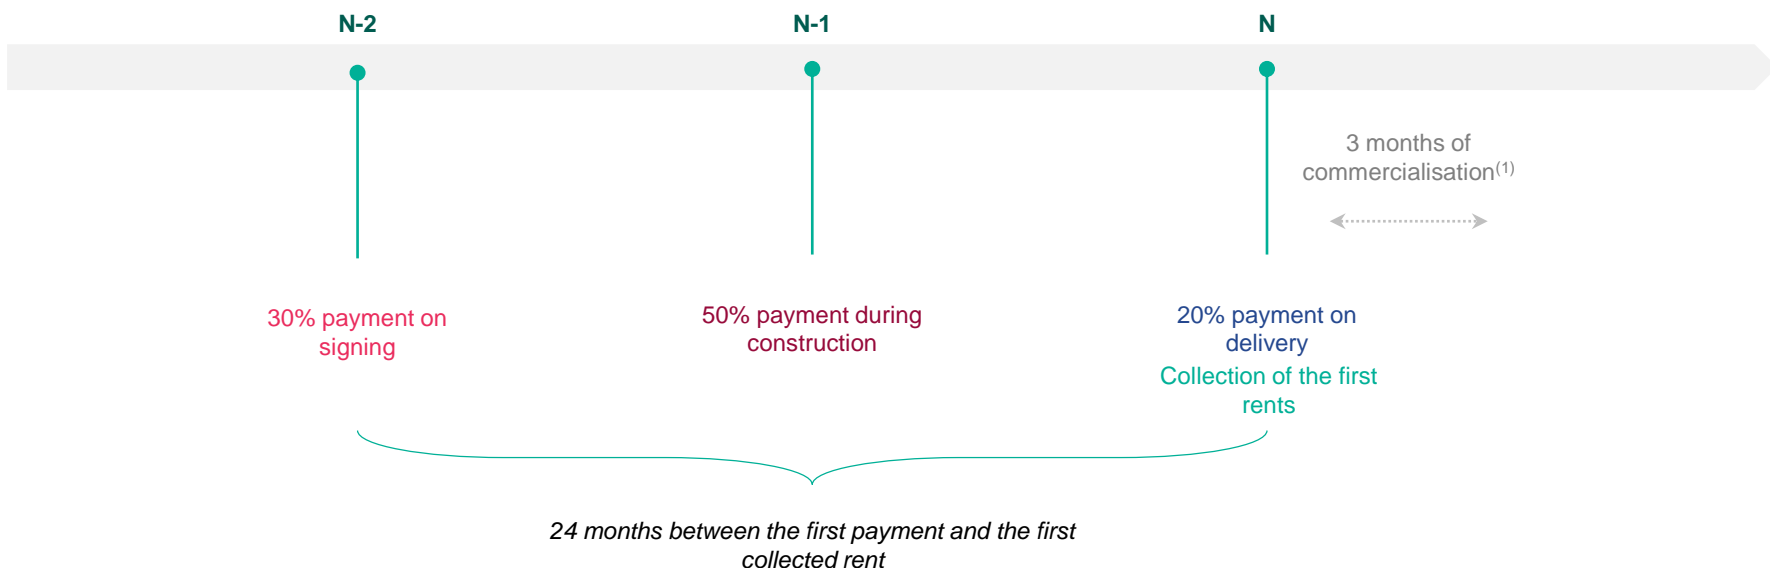 N-2
N-1
N
3 months of
commercialisation(1)
30% payment on
signing
50% payment during
construction
20% payment on
delivery
Collection of the first
rents
24 months between the first payment and the first
collected rent